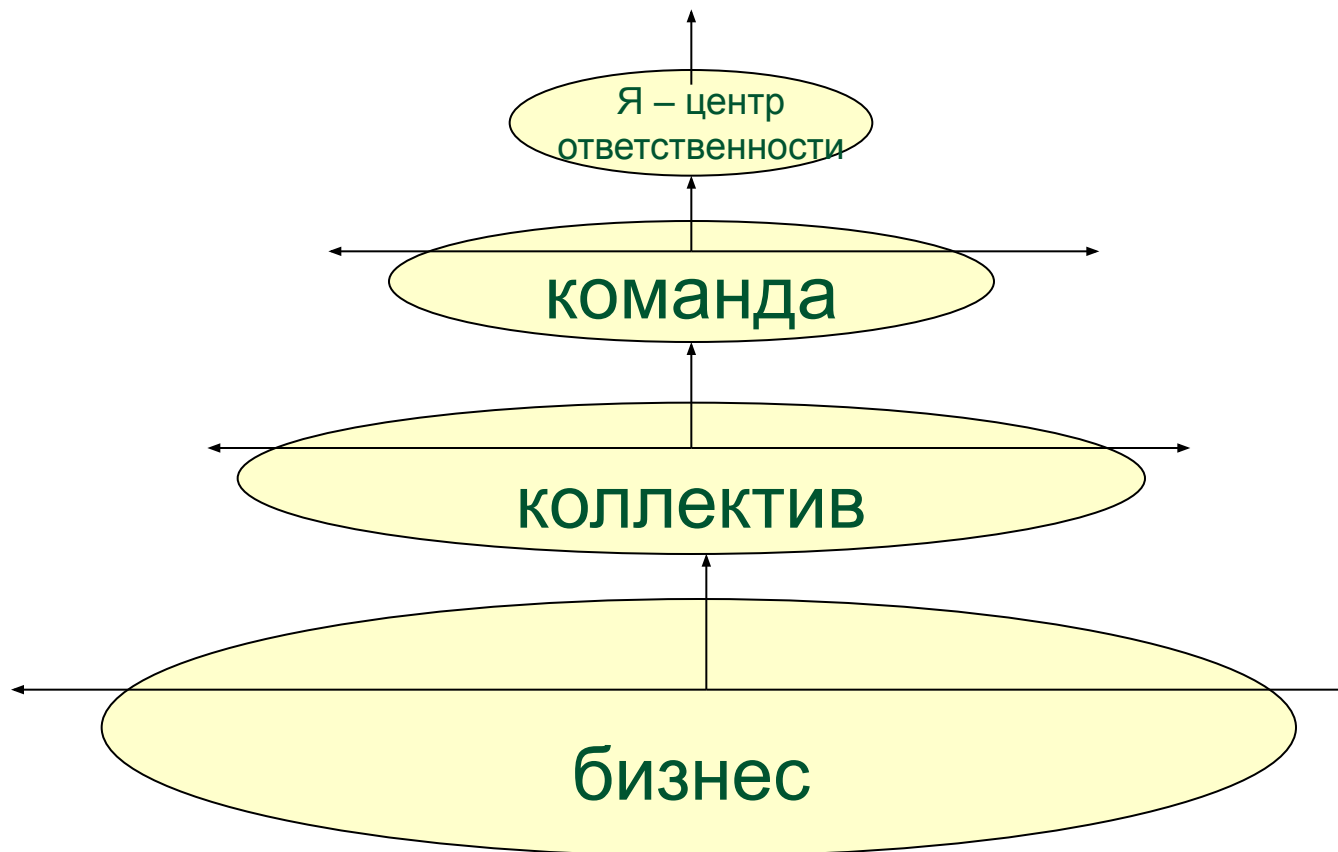 Я – центр
ответственности
команда
коллектив
бизнес